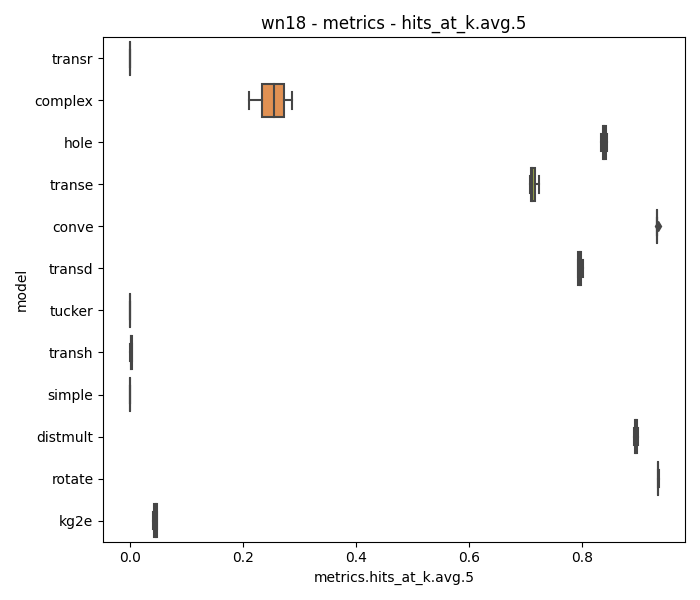 wn18 - metrics - hits_at_k.avg.5
transr
complex
hole
transe
conve
transd
tucker
transh
simple
distmult
rotate
kg2e
model
0.0 0.2 0.4 0.6 0.8
metrics.hits_at_k.avg.5